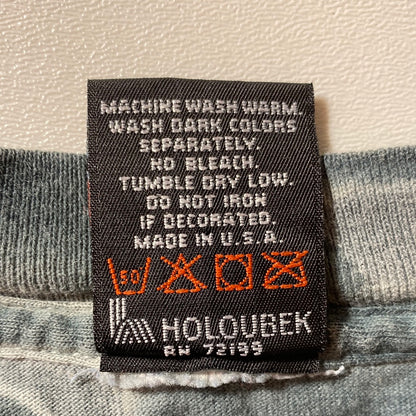 MACHINE WASH WARM.
WASH DARK COLORS
SEPARATELY.
NO BLEACH.
TUMBLE DRY LOW.
DO NOT IRON
IF DECORATED.
MADE IN U.S.A.
50
HOLOUBEK
RN 72199